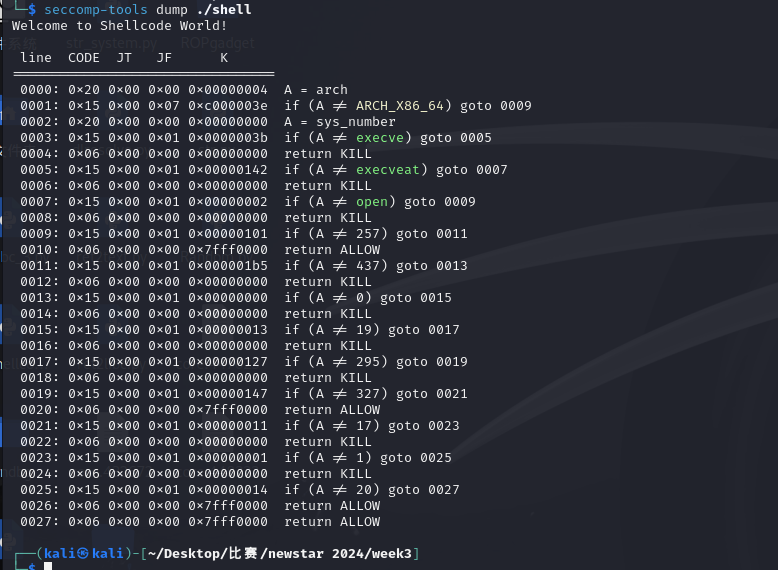 └─$ seccomp-tools dump ./shell
Welcome to Shellcode World!
line CODE JT JF K
=================================
0000: 0×20 0×00 0×00 0×00000004 A = arch
0001: 0×15 0×00 0×07 0×c000003e if (A ≠ ARCH_X86_64) goto 0009
0002: 0×20 0×00 0×00 0×00000000 A = sys_number
0003: 0×15 0×00 0×01 0×0000003b if (A ≠ execve) goto 0005
0004: 0×06 0×00 0×00 0×00000000 return KILL
0005: 0×15 0×00 0×01 0×00000142 if (A ≠ execveat) goto 0007
0006: 0×06 0×00 0×00 0×00000000 return KILL
0007: 0×15 0×00 0×01 0×00000002 if (A ≠ open) goto 0009
0008: 0×06 0×00 0×00 0×00000000 return KILL
0009: 0×15 0×00 0×01 0×00000101 if (A ≠ 257) goto 0011
0010: 0×06 0×00 0×00 0×7fff0000 return ALLOW
0011: 0×15 0×00 0×01 0×000001b5 if (A ≠ 437) goto 0013
0012: 0×06 0×00 0×00 0×00000000 return KILL
0013: 0×15 0×00 0×01 0×00000000 if (A ≠ 0) goto 0015
0014: 0×06 0×00 0×00 0×00000000 return KILL
0015: 0×15 0×00 0×01 0×00000013 if (A ≠ 19) goto 0017
0016: 0×06 0×00 0×00 0×00000000 return KILL
0017: 0×15 0×00 0×01 0×00000127 if (A ≠ 295) goto 0019
0018: 0×06 0×00 0×00 0×00000000 return KILL
0019: 0×15 0×00 0×01 0×00000147 if (A ≠ 327) goto 0021
0020: 0×06 0×00 0×00 0×7fff0000 return ALLOW
0021: 0×15 0×00 0×01 0×00000011 if (A ≠ 17) goto 0023
0022: 0×06 0×00 0×00 0×00000000 return KILL
0023: 0×15 0×00 0×01 0×00000001 if (A ≠ 1) goto 0025
0024: 0×06 0×00 0×00 0×00000000 return KILL
0025: 0×15 0×00 0×01 0×00000014 if (A ≠ 20) goto 0027
0026: 0×06 0×00 0×00 0×7fff0000 return ALLOW
0027: 0×06 0×00 0×00 0×7fff0000 return ALLOW
┌──(kali㉿kali)-[~/Desktop/比赛/newstar 2024/week3]
└─$